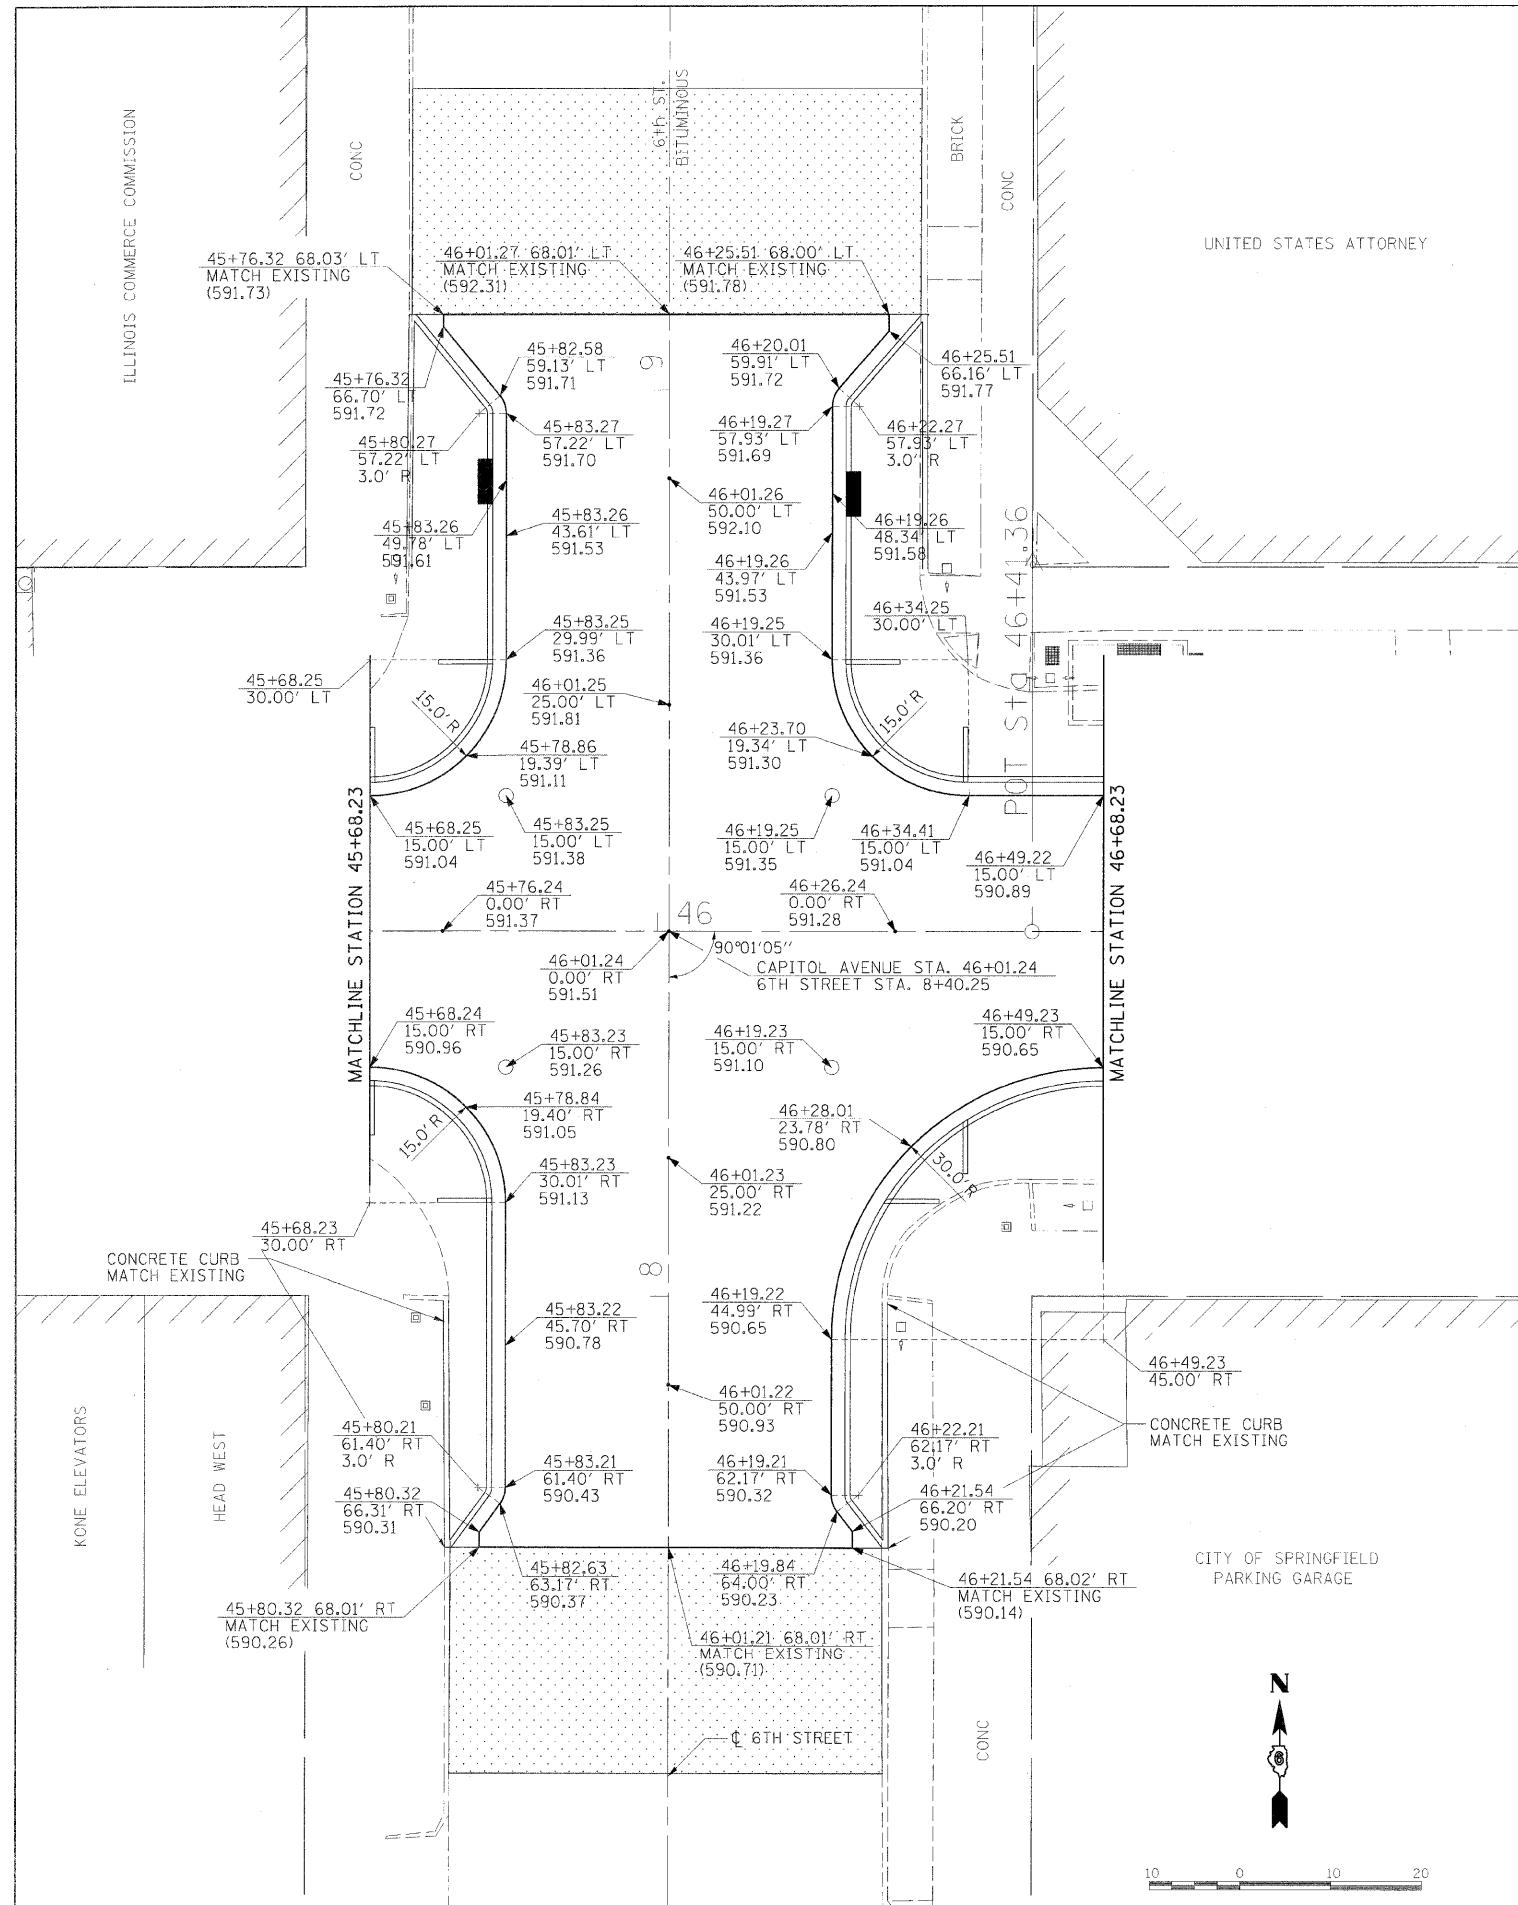 6th ST.
BITUMINOUS
BRICK
CONC
CONC
ILLINOIS COMMERCE COMMISSION
UNITED STATES ATTORNEY
45+76.32 68.03' LT
MATCH EXISTING
(591.73)
46+01.27 68.01' LT
MATCH EXISTING
(592.31)
46+25.51 68.00' LT
MATCH EXISTING
(591.78)
45+82.58
59.13' LT
591.71
9
46+20.01
59.91' LT
591.72
46+25.51
66.16' LT
591.77
45+76.32
66.70' LT
591.72
45+80.27
57.22' LT
3.0' R
45+83.27
57.22' LT
591.70
46+19.27
57.93' LT
591.69
46+22.27
57.93' LT
3.0' R
46+01.26
50.00' LT
592.10
45+83.26
49.78' LT
591.61
45+83.26
43.61' LT
591.53
46+19.26
48.34' LT
591.58
46+19.26
43.97' LT
591.53
POT Sta 46+41.36
46+34.25
30.00' LT
45+83.25
29.99' LT
591.36
46+19.25
30.01' LT
591.36
45+68.25
30.00' LT
46+01.25
25.00' LT
591.81
15.0' R
15.0' R
45+78.86
19.39' LT
591.11
46+23.70
19.34' LT
591.30
MATCHLINE STATION 45+68.23
MATCHLINE STATION 46+68.23
45+68.25
15.00' LT
591.04
45+83.25
15.00' LT
591.38
46+19.25
15.00' LT
591.35
46+34.41
15.00' LT
591.04
46+49.22
15.00' LT
590.89
45+76.24
0.00' RT
591.37
46+26.24
0.00' RT
591.28
46
90°01'05"
46+01.24
0.00' RT
591.51
CAPITOL AVENUE STA. 46+01.24
6TH STREET STA. 8+40.25
45+68.24
15.00' RT
590.96
45+83.23
15.00' RT
591.26
46+19.23
15.00' RT
591.10
46+49.23
15.00' RT
590.65
45+78.84
19.40' RT
591.05
15.0' R
46+28.01
23.78' RT
590.80
30.0' R
45+83.23
30.01' RT
591.13
46+01.23
25.00' RT
591.22
45+68.23
30.00' RT
CONCRETE CURB
MATCH EXISTING
8
45+83.22
45.70' RT
590.78
46+19.22
44.99' RT
590.65
46+49.23
45.00' RT
46+01.22
50.00' RT
590.93
CONCRETE CURB
MATCH EXISTING
KONE ELEVATORS
HEAD WEST
45+80.21
61.40' RT
3.0' R
45+83.21
61.40' RT
590.43
46+19.21
62.17' RT
590.32
46+22.21
62.17' RT
3.0' R
45+80.32
66.31' RT
590.31
46+21.54
66.20' RT
590.20
45+82.63
63.17' RT
590.37
46+19.84
64.00' RT
590.23
CITY OF SPRINGFIELD
PARKING GARAGE
45+80.32 68.01' RT
MATCH EXISTING
(590.26)
46+21.54 68.02' RT
MATCH EXISTING
(590.14)
46+01.21 68.01' RT
MATCH EXISTING
(590.71)
N
6
℄ 6TH STREET
CONC
10 0 10 20